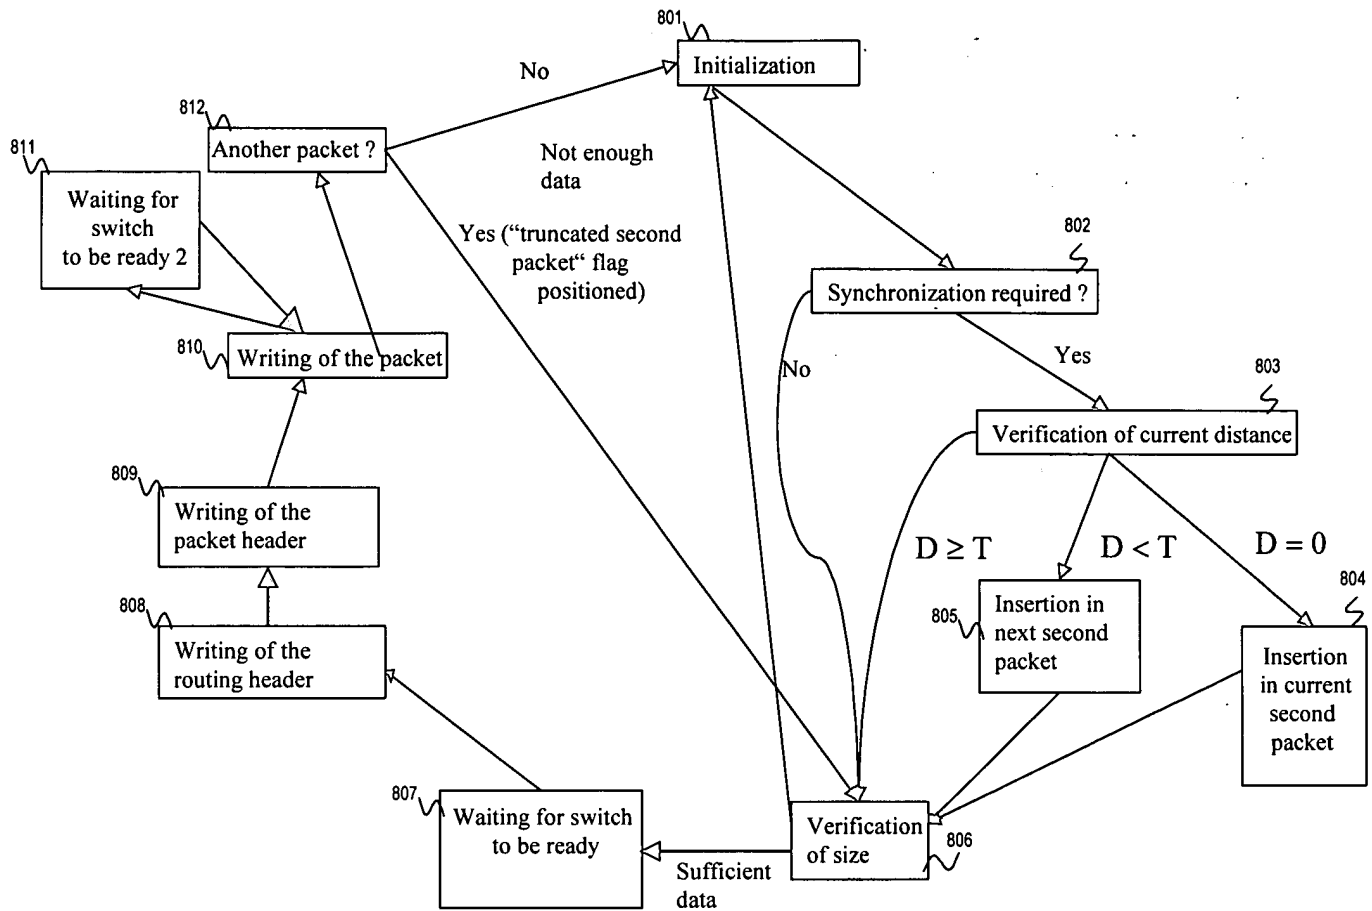 801
Initialization
No
812
Another packet ?
811
Waiting for
switch
to be ready 2
Not enough
data
Yes ("truncated second
packet" flag
positioned)
802
Synchronization required ?
810
Writing of the packet
No
Yes
803
Verification of current distance
809
Writing of the
packet header
D ≥ T
D < T
D = 0
804
808
Writing of the
routing header
805
Insertion in
next second
packet
Insertion
in current
second
packet
807
Waiting for switch
to be ready
Verification
of size
806
Sufficient
data